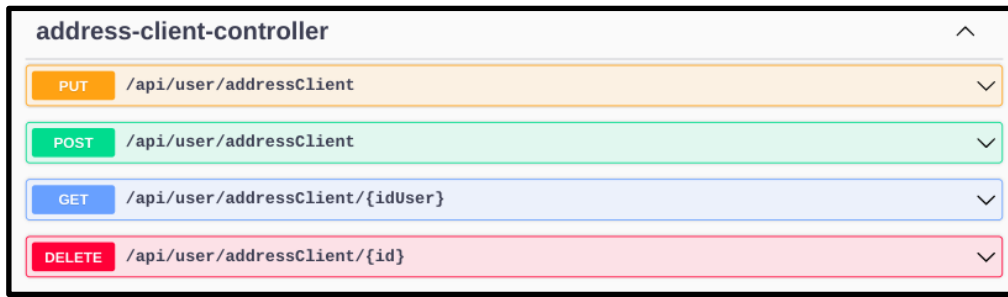 address-client-controller
PUT /api/user/addressClient
POST /api/user/addressClient
GET /api/user/addressClient/{idUser}
DELETE /api/user/addressClient/{id}